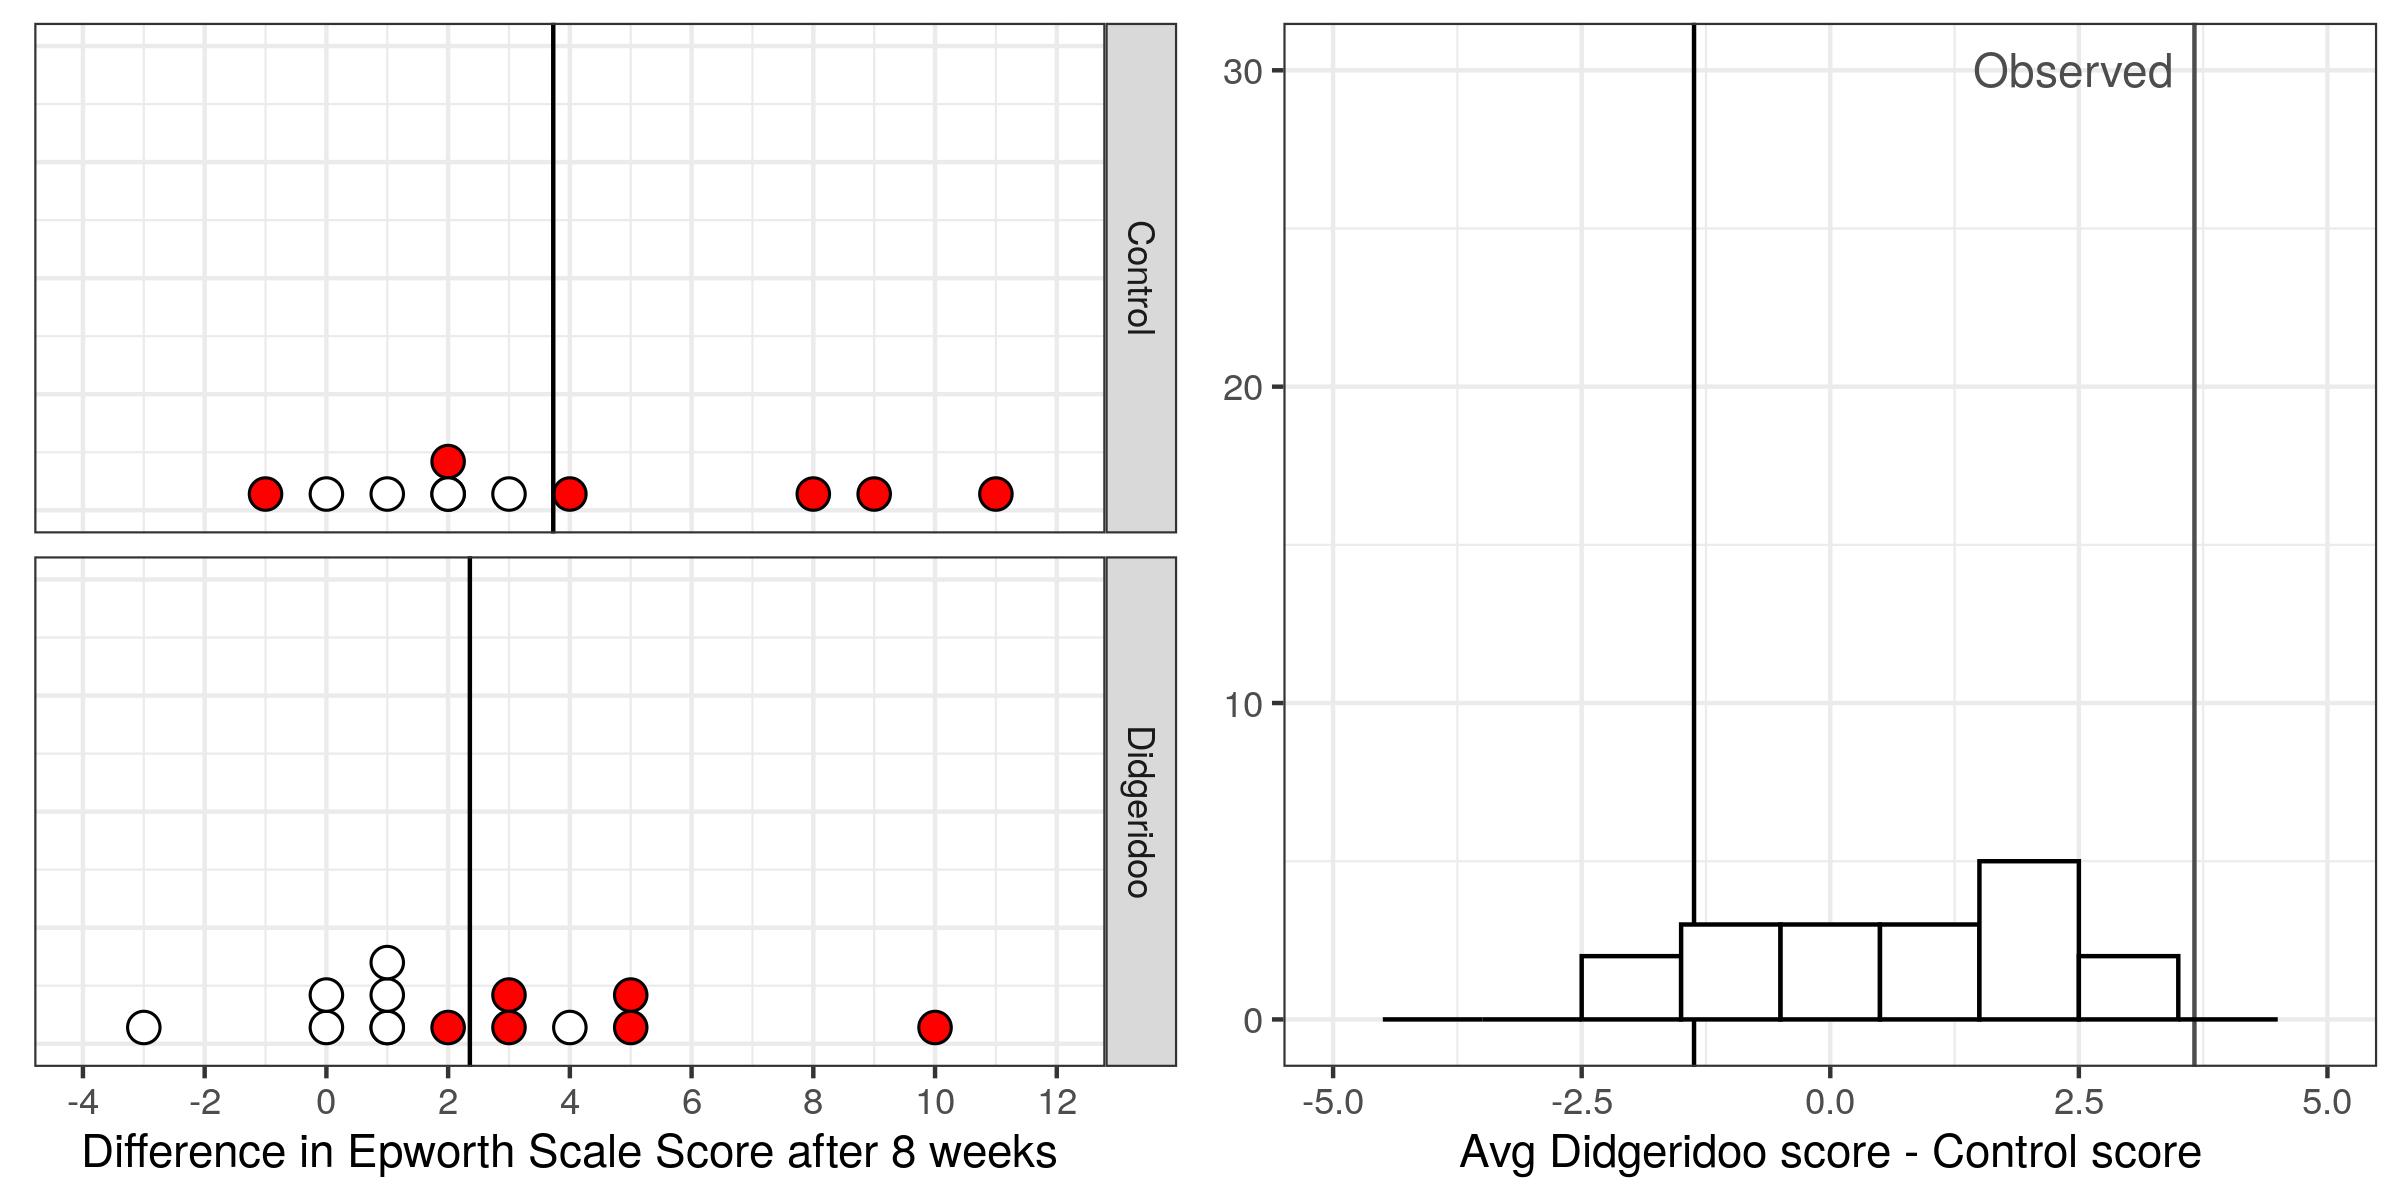 Control
Didgeridoo
-4 -2 0 2 4 6 8 10 12
Difference in Epworth Scale Score after 8 weeks
Observed
30
20
10
0
-5.0 -2.5 0.0 2.5 5.0
Avg Didgeridoo score - Control score